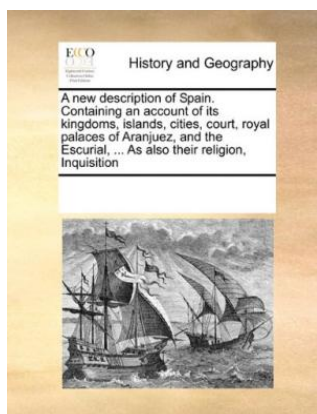 ECCO
History and Geography
A new description of Spain.
Containing an account of its
kingdoms, islands, cities, court, royal
palaces of Aranjuez, and the
Escurial, ... As also their religion,
Inquisition